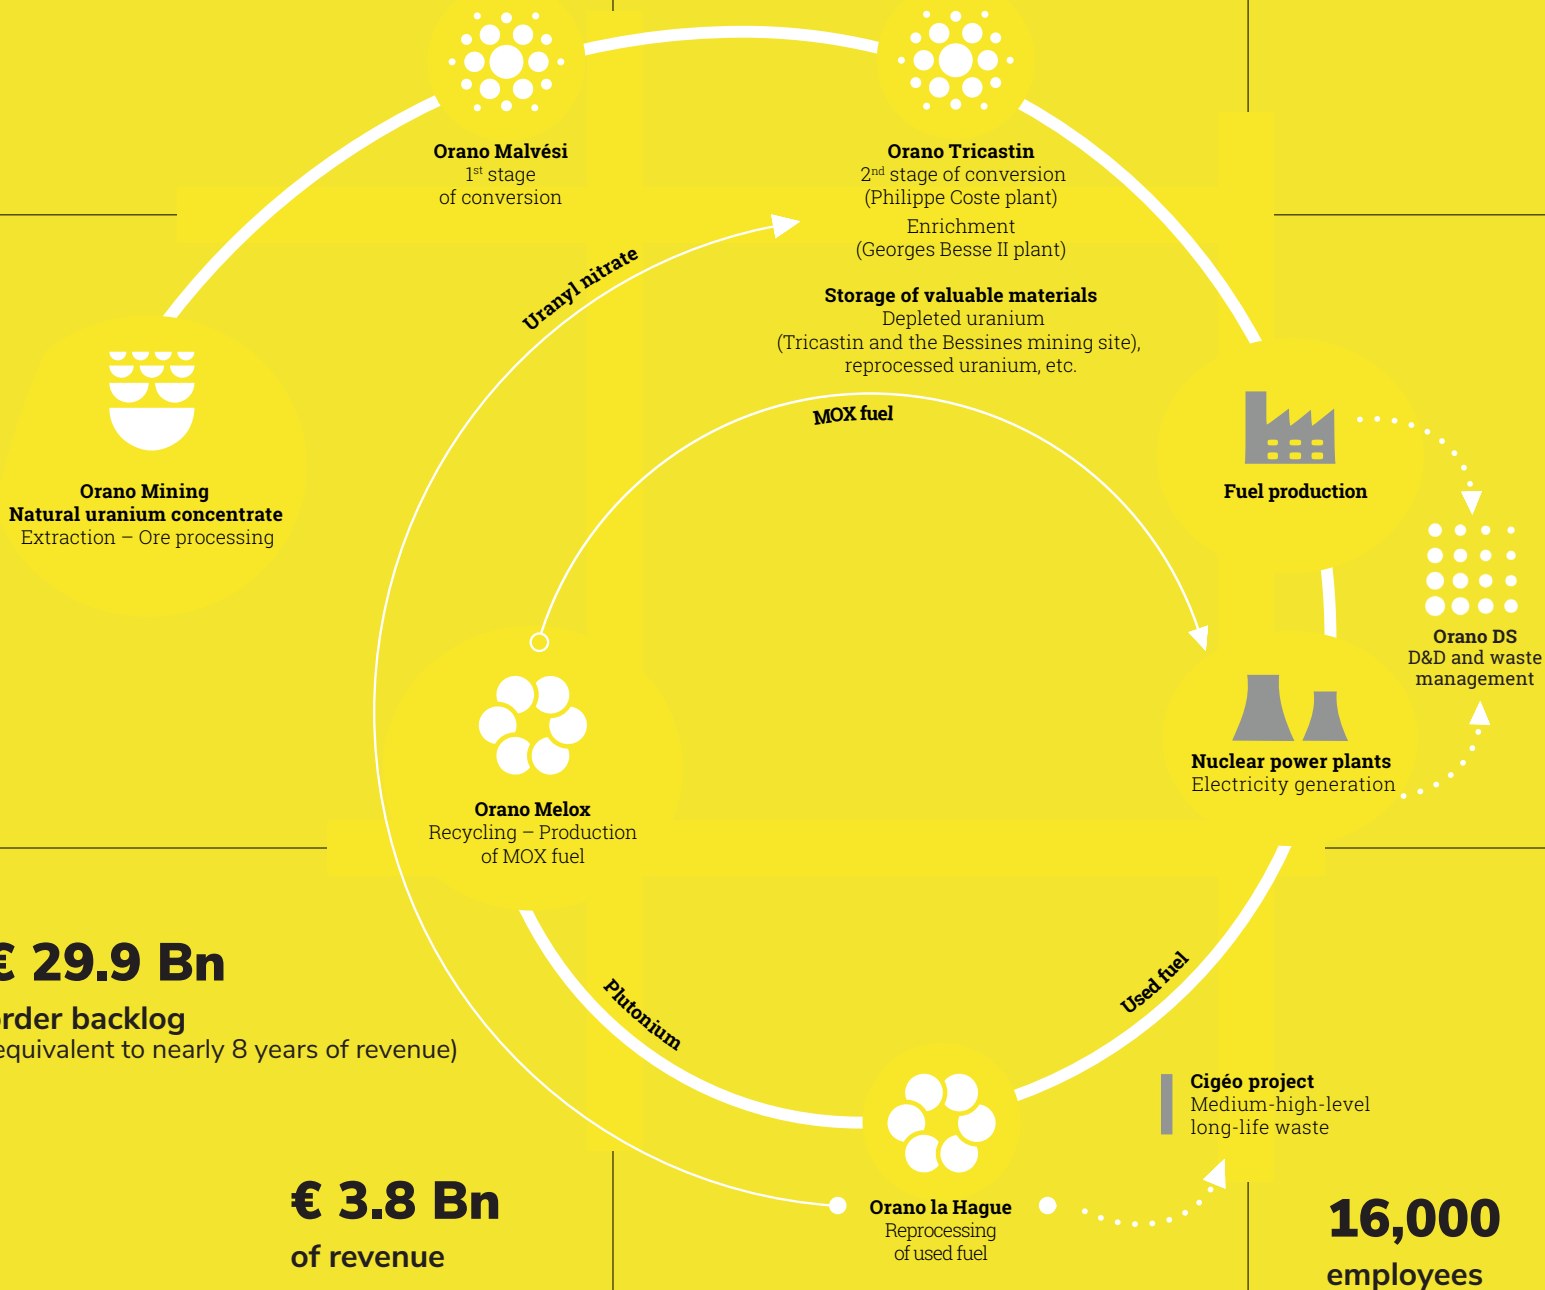 Orano Malvési
1st stage
of conversion
Orano Tricastin
2nd stage of conversion
(Philippe Coste plant)
Enrichment
(Georges Besse II plant)
Storage of valuable materials
Depleted uranium
(Tricastin and the Bessines mining site),
reprocessed uranium, etc.
Uranyl nitrate
MOX fuel
Orano Mining
Natural uranium concentrate
Extraction – Ore processing
Fuel production
Orano DS
D&D and waste
management
Nuclear power plants
Electricity generation
Orano Melox
Recycling – Production
of MOX fuel
€ 29.9 Bn
order backlog
equivalent to nearly 8 years of revenue)
Plutonium
Used fuel
Cigéo project
Medium-high-level
long-life waste
€ 3.8 Bn
of revenue
Orano la Hague
Reprocessing
of used fuel
16,000
employees